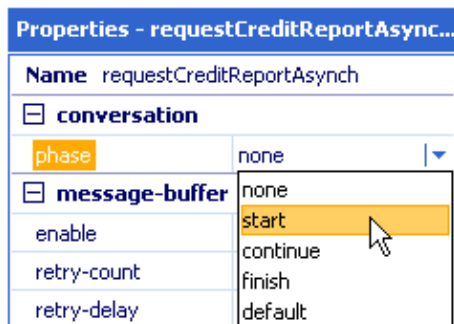 Properties - requestCreditReportAsync...
Name requestCreditReportAsynch
conversation
phase none
message-buffer none
start
enable continue
retry-count finish
retry-delay default